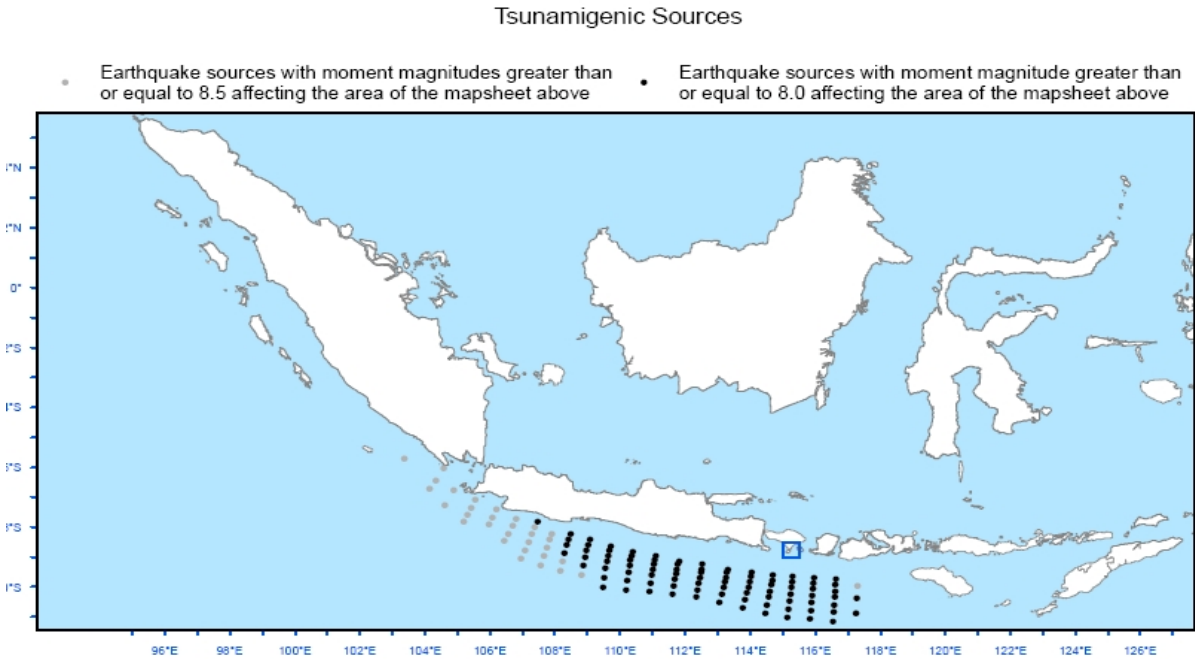 Tsunamigenic Sources
Earthquake sources with moment magnitudes greater than
or equal to 8.5 affecting the area of the mapsheet above
Earthquake sources with moment magnitude greater than
or equal to 8.0 affecting the area of the mapsheet above
0°
96°E 98°E 100°E 102°E 104°E 106°E 108°E 110°E 112°E 114°E 116°E 118°E 120°E 122°E 124°E 126°E